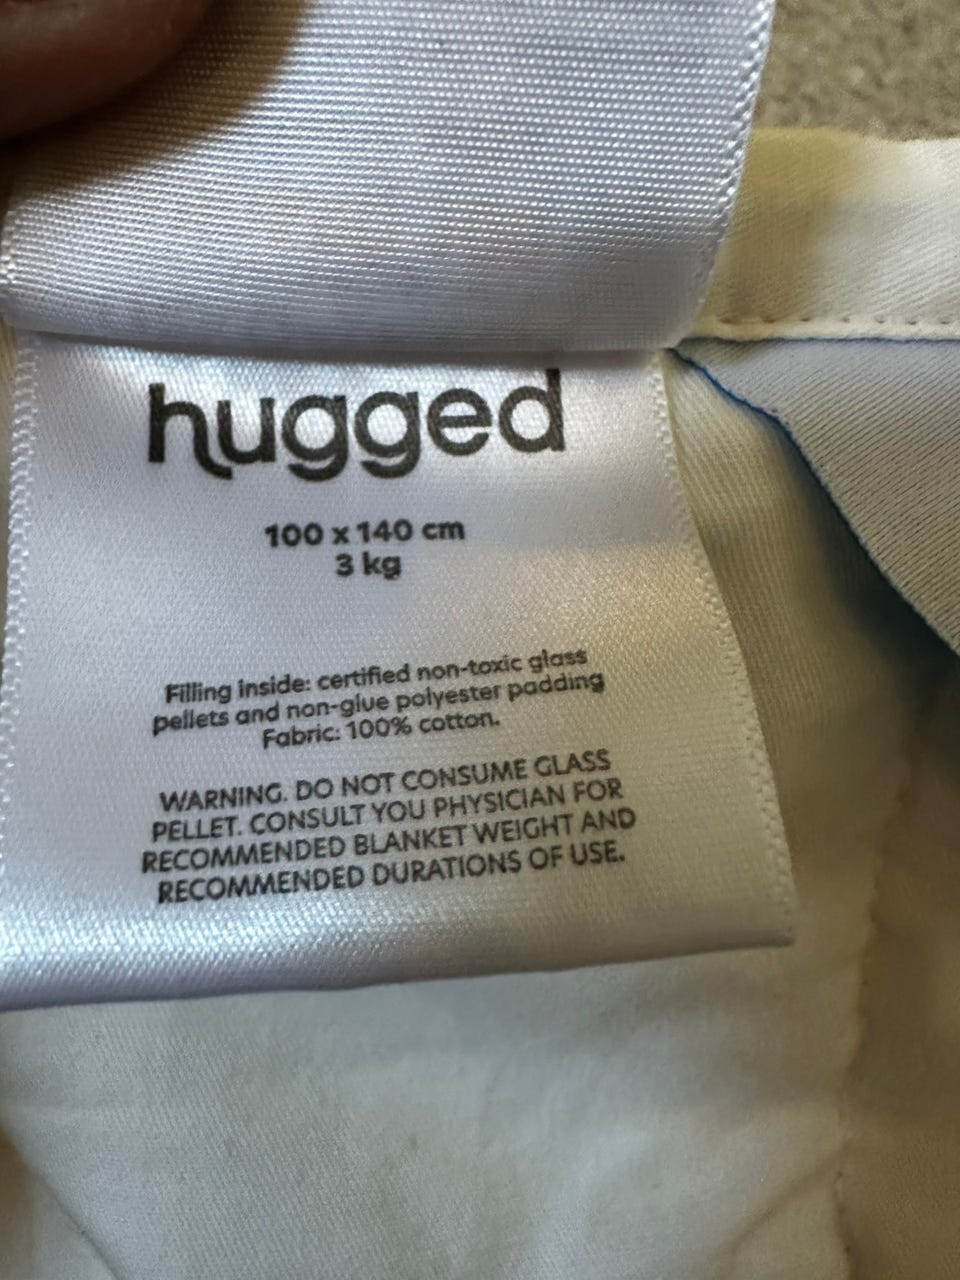 hugged
100 x 140 cm
3 kg
Filling inside: certified non-toxic glass
pellets and non-glue polyester padding
Fabric: 100% cotton.
WARNING. DO NOT CONSUME GLASS
PELLET. CONSULT YOU PHYSICIAN FOR
RECOMMENDED BLANKET WEIGHT AND
RECOMMENDED DURATIONS OF USE.